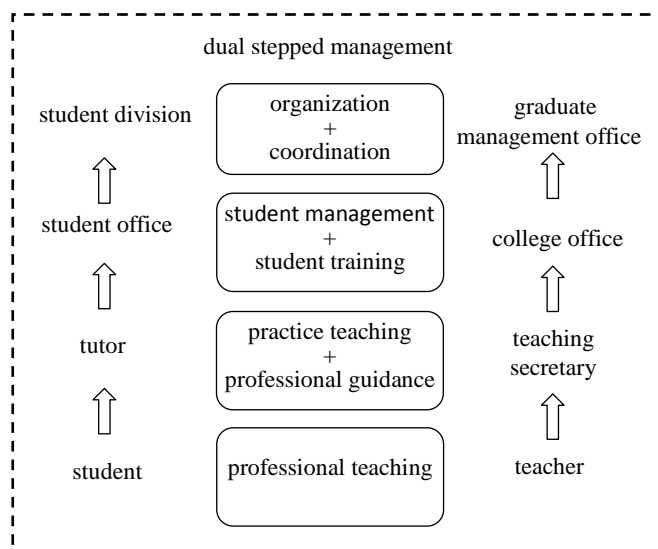 dual stepped management
student division
organization
+
coordination
graduate
management office
student office
student management
+
student training
college office
tutor
practice teaching
+
professional guidance
teaching
secretary
student
professional teaching
teacher